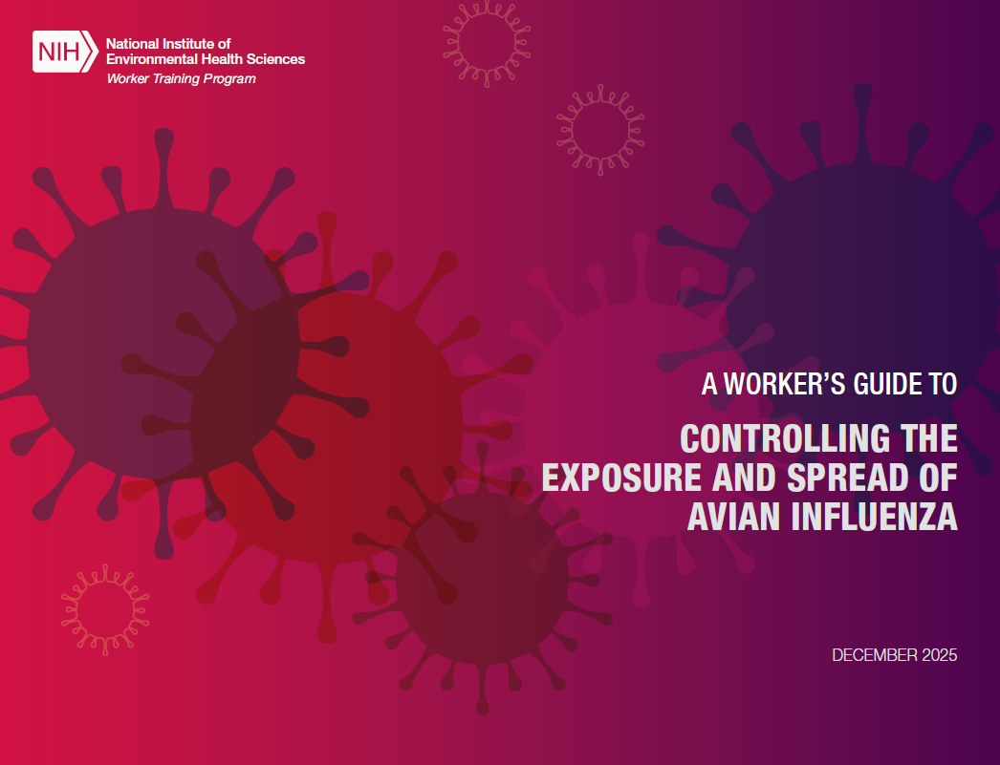 NIH
National Institute of
Environmental Health Sciences
Worker Training Program
A WORKER'S GUIDE TO
CONTROLLING THE
EXPOSURE AND SPREAD OF
AVIAN INFLUENZA
DECEMBER 2025